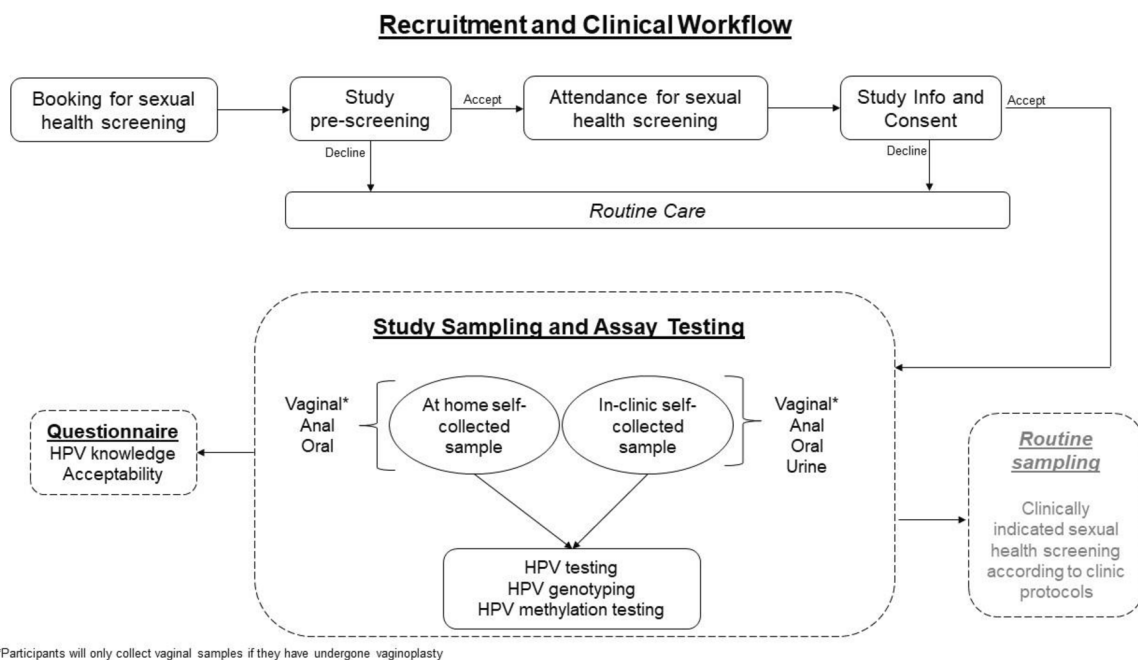 Recruitment and Clinical Workflow
Booking for sexual
health screening
Study
pre-screening
Accept
Attendance for sexual
health screening
Study Info and
Consent
Accept
Decline
Decline
Routine Care
Study Sampling and Assay Testing
Vaginal*
Anal
Oral
At home self-
collected
sample
In-clinic self-
collected
sample
Vaginal*
Anal
Oral
Urine
Questionnaire
HPV knowledge
Acceptability
Routine
sampling
Clinically
indicated sexual
health screening
according to clinic
protocols
HPV testing
HPV genotyping
HPV methylation testing
*Participants will only collect vaginal samples if they have undergone vaginoplasty